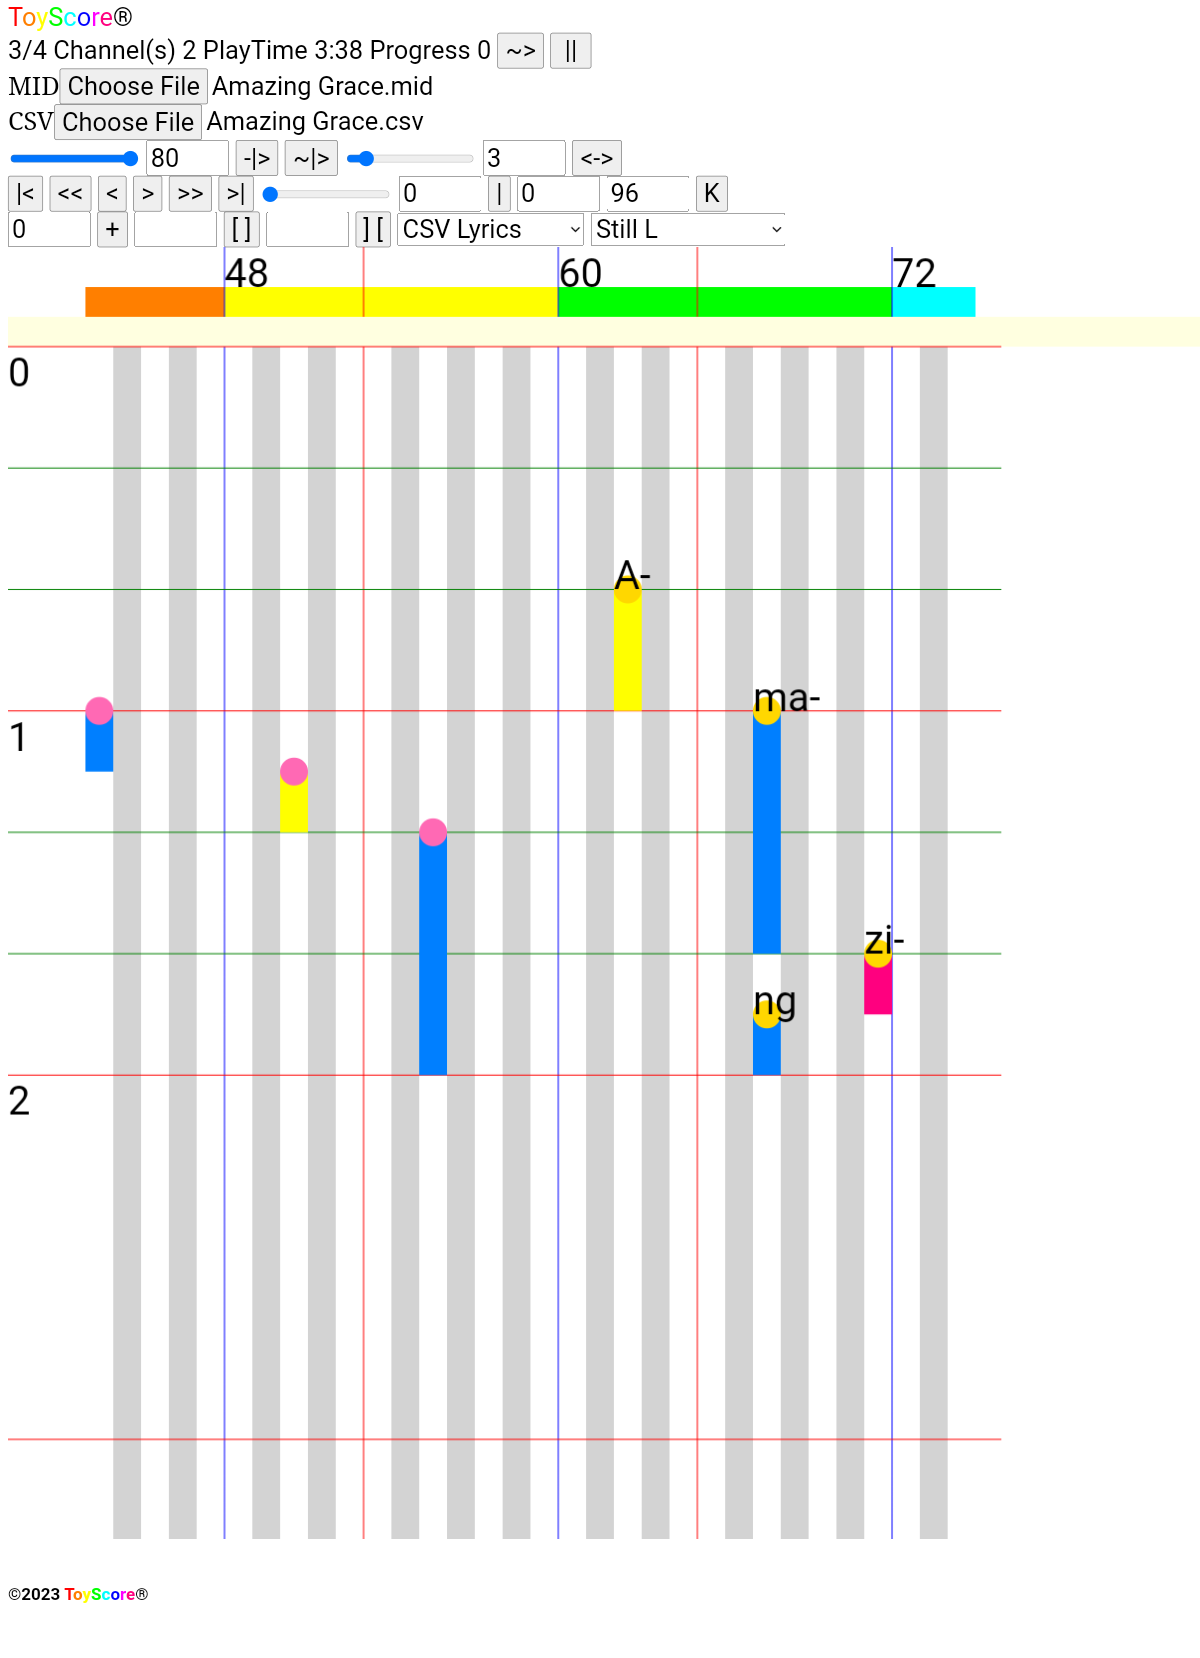 ToyScore®
3/4 Channel(s) 2 PlayTime 3:38 Progress 0 ~> ||
MID Choose File Amazing Grace.mid
CSV Choose File Amazing Grace.csv
80 -|> ~|> 3 <->
|< << < > >> >| 0 | 0 96 K
0 + [ ] ] [ CSV Lyrics Still L
48 60 72
0
A-
ma-
1
zi-
ng
2
©2023 ToyScore®